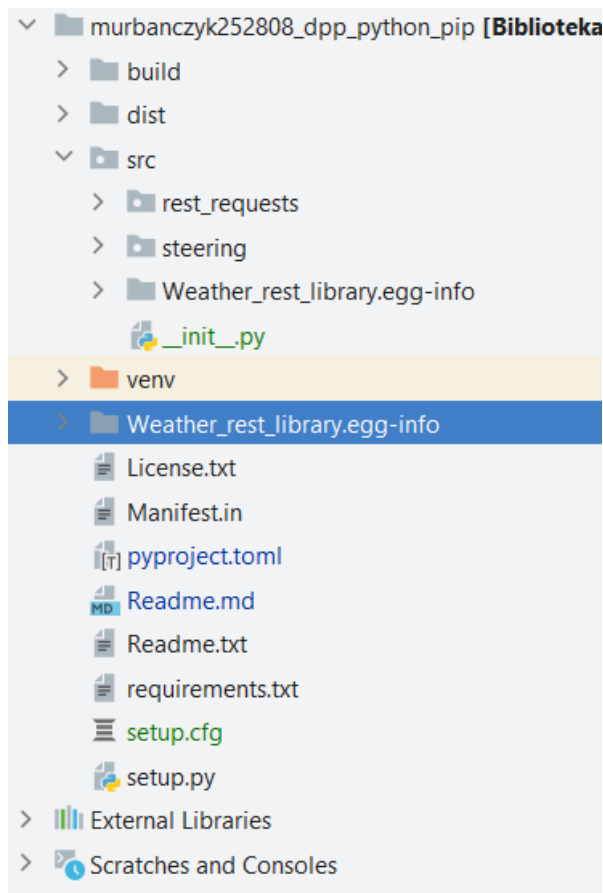 murbanczyk252808_dpp_python_pip [Biblioteka
build
dist
src
rest_requests
steering
Weather_rest_library.egg-info
__init__.py
venv
Weather_rest_library.egg-info
License.txt
Manifest.in
[T] pyproject.toml
MD Readme.md
Readme.txt
requirements.txt
setup.cfg
setup.py
External Libraries
Scratches and Consoles